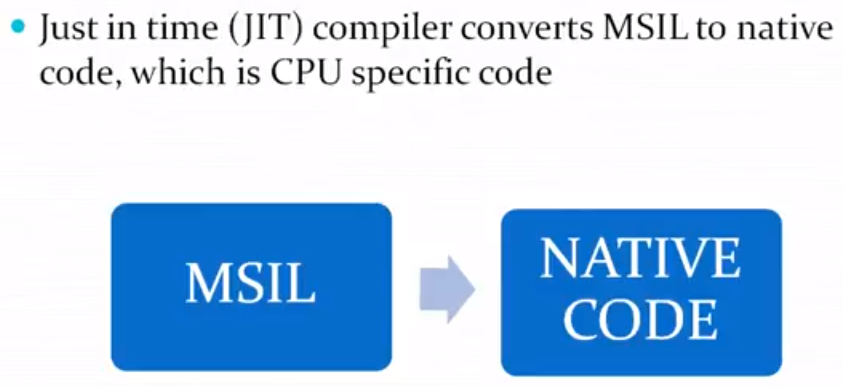 • Just in time (JIT) compiler converts MSIL to native
code, which is CPU specific code
MSIL
NATIVE
CODE